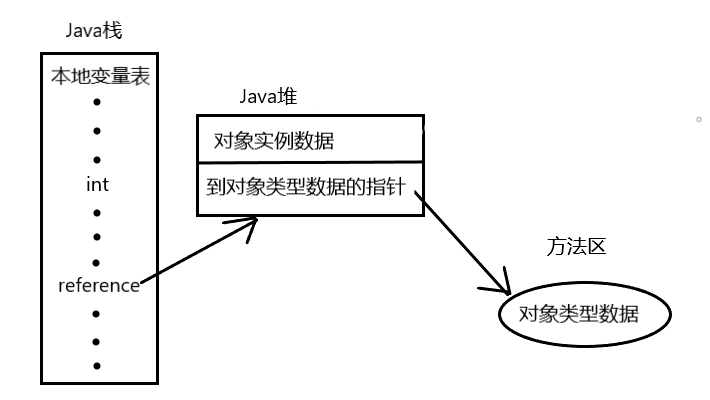 Java栈
本地变量表
int
reference
Java堆
对象实例数据
到对象类型数据的指针
方法区
对象类型数据
。